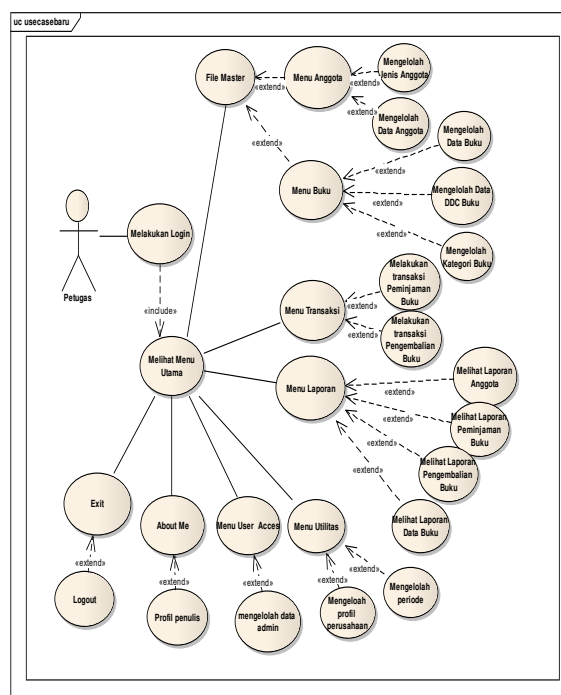 uc usecasebaru
File Master
Menu Anggota
Mengelolah
Jenis Anggota
«extend»
«extend»
Mengelolah
Data Anggota
«extend»
Mengelolah
Data Buku
«extend»
«extend»
Menu Buku
Mengelolah Data
DDC Buku
«extend»
«extend»
Mengelolah
Kategori Buku
Petugas
Melakukan Login
«include»
Melakukan
transaksi
Peminjaman
Buku
Menu Transaksi
«extend»
«extend»
Melakukan
transaksi
Pengembalian
Buku
Melihat Menu
Utama
Menu Laporan
Melihat Laporan
Anggota
«extend»
Melihat Laporan
Peminjaman
Buku
«extend»
«extend»
Melihat Laporan
Pengembalian
Buku
«extend»
Melihat Laporan
Data Buku
Exit
About Me
Menu User Acces
Menu Utilitas
«extend»
«extend»
«extend»
«extend»
«extend»
Logout
Profil penulis
mengelolah data
admin
Mengeloah
profil
perusahaan
Mengelolah
periode